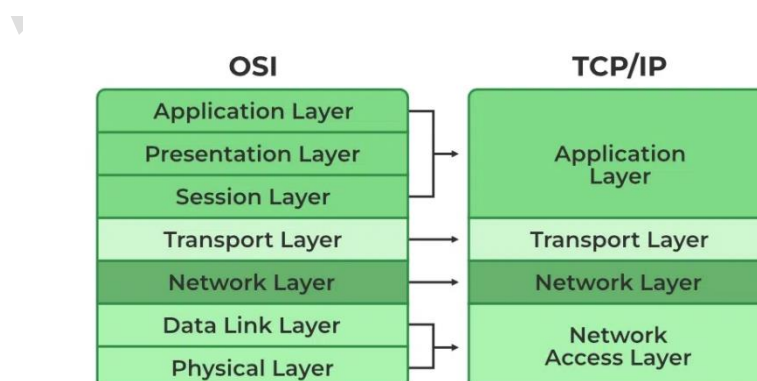 OSI
Application Layer
Presentation Layer
Session Layer
Transport Layer
Network Layer
Data Link Layer
Physical Layer
TCP/IP
Application
Layer
Transport Layer
Network Layer
Network
Access Layer